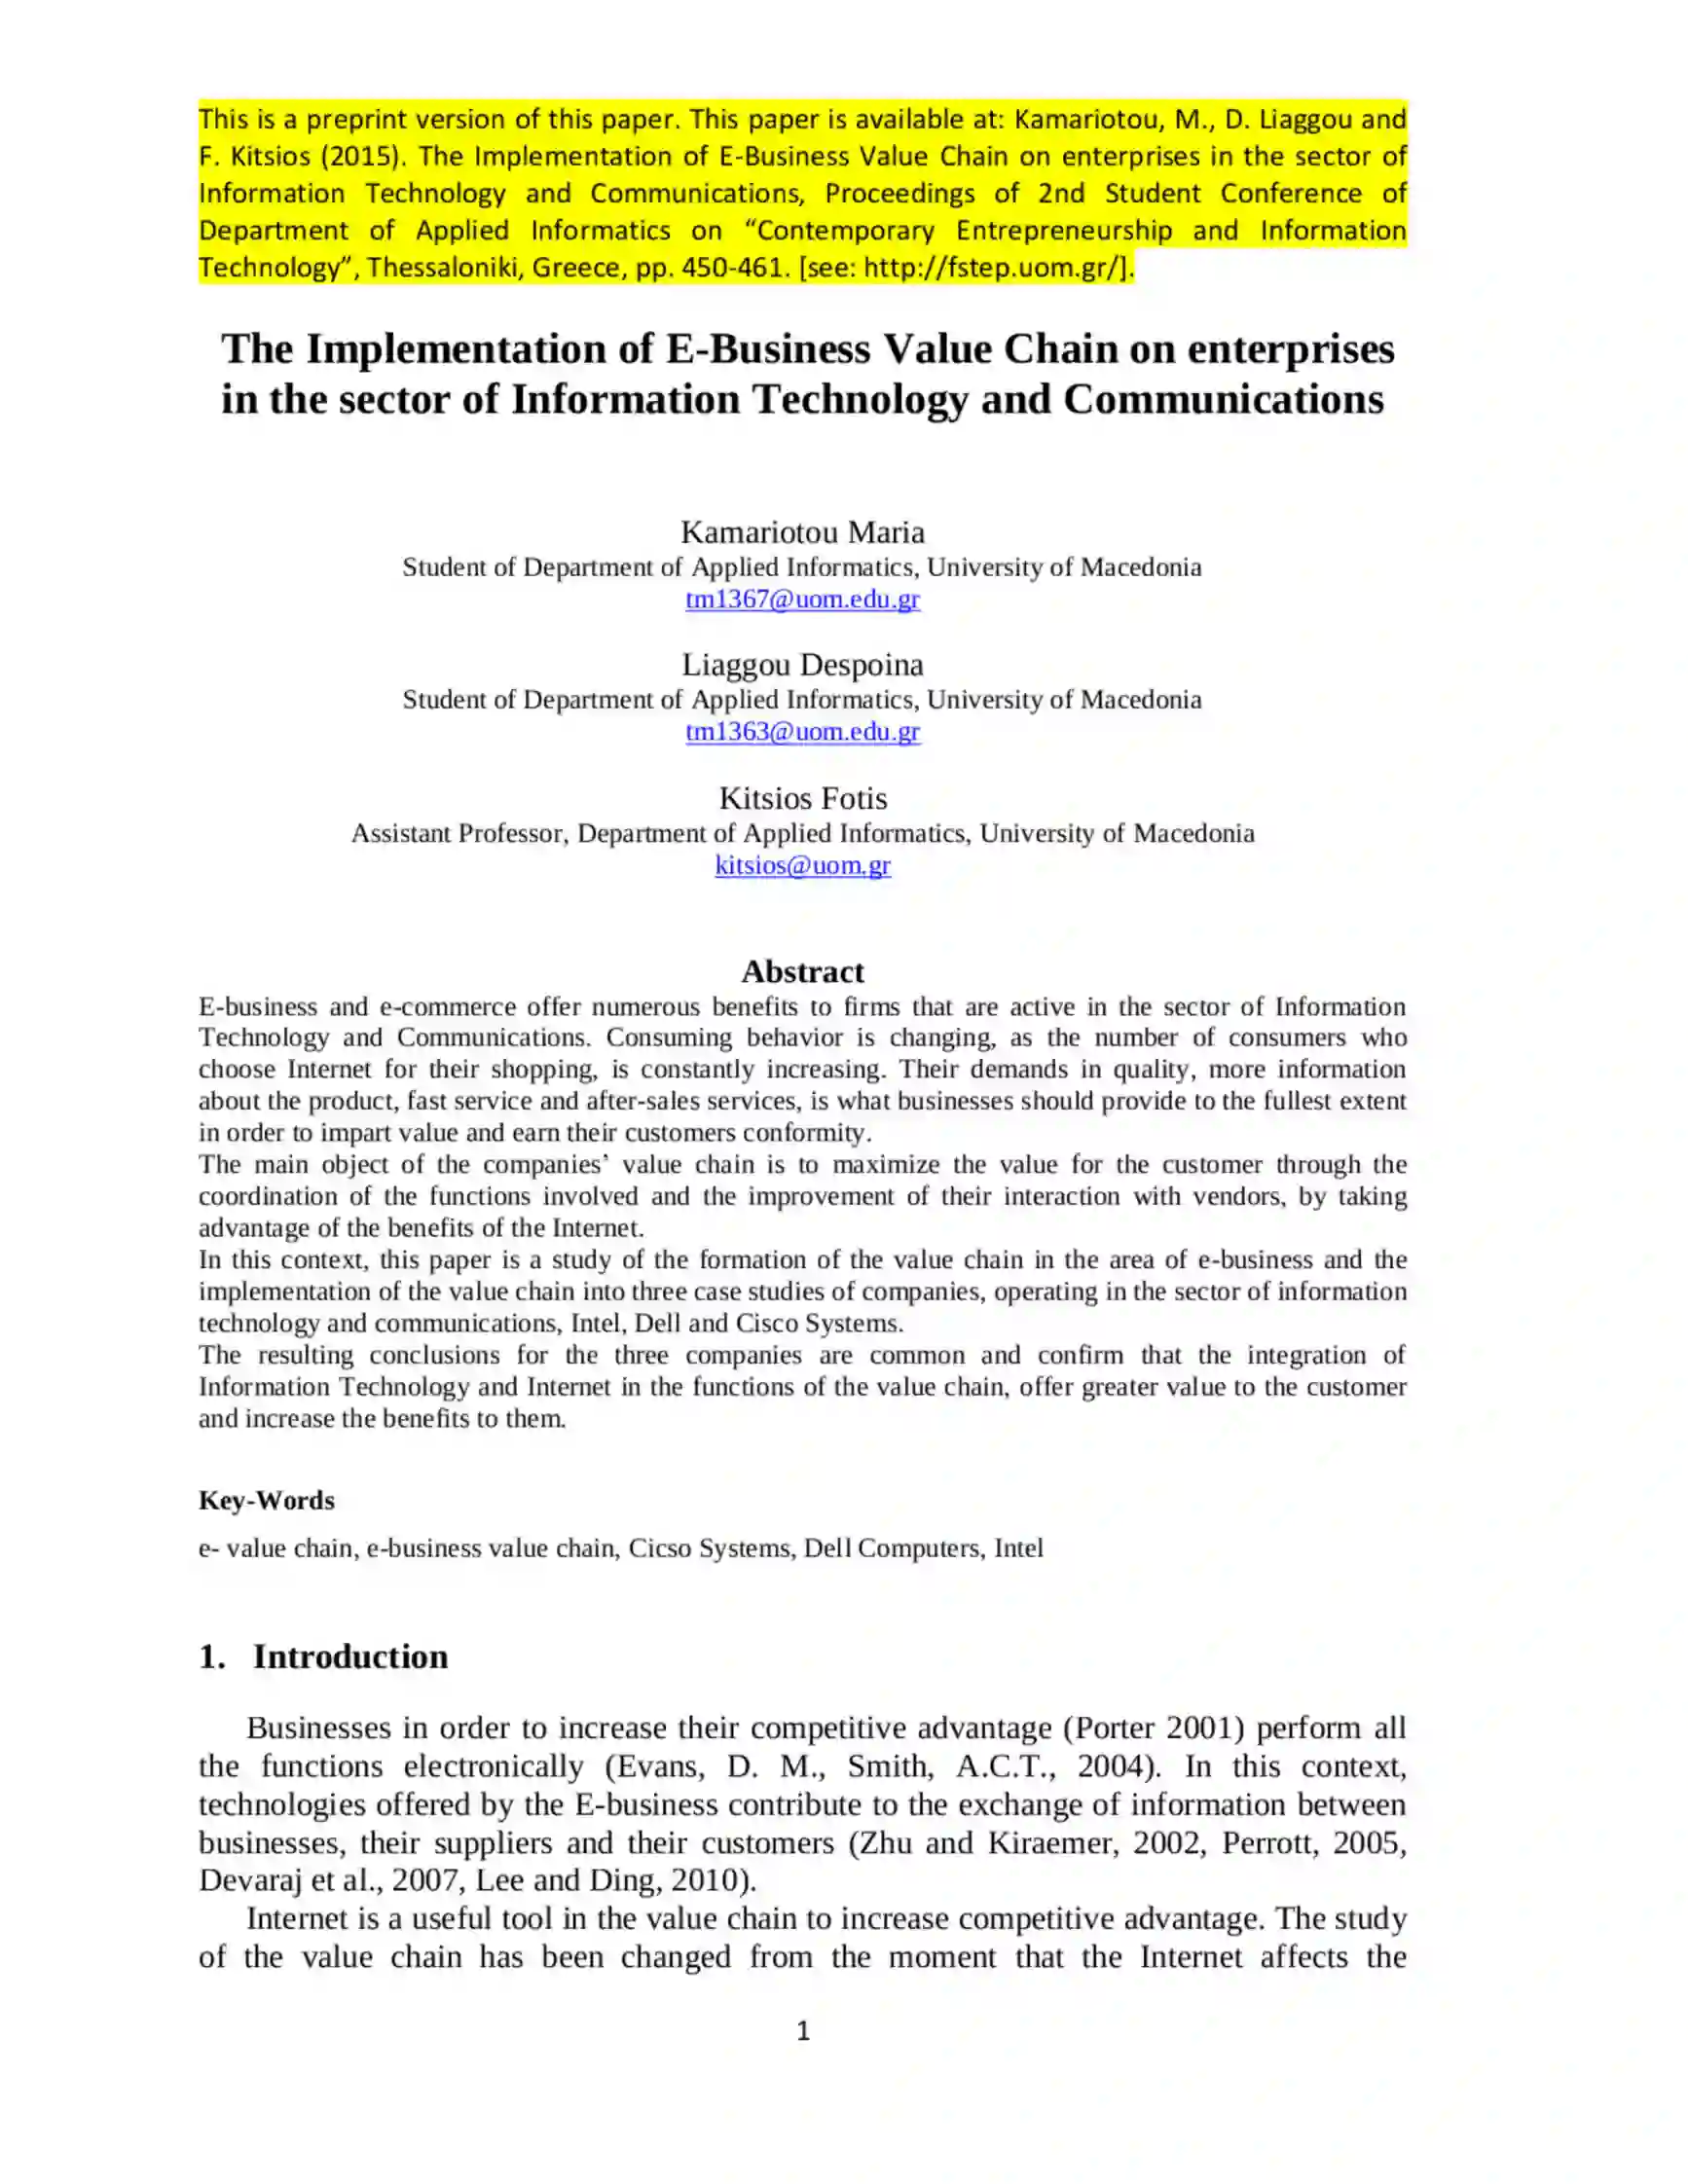 This is a preprint version of this paper. This paper is available at: Kamariotou, M., D. Liaggou and
F. Kitsios (2015). The Implementation of E-Business Value Chain on enterprises in the sector of
Information Technology and Communications, Proceedings of 2nd Student Conference of
Department of Applied Informatics on “Contemporary Entrepreneurship and Information
Technology”, Thessaloniki, Greece, pp. 450-461. [see: http://fstep.uom.gr/].
The Implementation of E-Business Value Chain on enterprises
in the sector of Information Technology and Communications
Kamariotou Maria
Student of Department of Applied Informatics, University of Macedonia
tm1367@uom.edu.gr
Liaggou Despoina
Student of Department of Applied Informatics, University of Macedonia
tm1363@uom.edu.gr
Kitsios Fotis
Assistant Professor, Department of Applied Informatics, University of Macedonia
kitsios@uom.gr
Abstract
E-business and e-commerce offer numerous benefits to firms that are active in the sector of Information
Technology and Communications. Consuming behavior is changing, as the number of consumers who
choose Internet for their shopping, is constantly increasing. Their demands in quality, more information
about the product, fast service and after-sales services, is what businesses should provide to the fullest extent
in order to impart value and earn their customers conformity.
The main object of the companies’ value chain is to maximize the value for the customer through the
coordination of the functions involved and the improvement of their interaction with vendors, by taking
advantage of the benefits of the Internet.
In this context, this paper is a study of the formation of the value chain in the area of e-business and the
implementation of the value chain into three case studies of companies, operating in the sector of information
technology and communications, Intel, Dell and Cisco Systems.
The resulting conclusions for the three companies are common and confirm that the integration of
Information Technology and Internet in the functions of the value chain, offer greater value to the customer
and increase the benefits to them.
Key-Words
e- value chain, e-business value chain, Cicso Systems, Dell Computers, Intel
1. Introduction
Businesses in order to increase their competitive advantage (Porter 2001) perform all
the functions electronically (Evans, D. M., Smith, A.C.T., 2004). In this context,
technologies offered by the E-business contribute to the exchange of information between
businesses, their suppliers and their customers (Zhu and Kiraemer, 2002, Perrott, 2005,
Devaraj et al., 2007, Lee and Ding, 2010).
Internet is a useful tool in the value chain to increase competitive advantage. The study
of the value chain has been changed from the moment that the Internet affects the
1